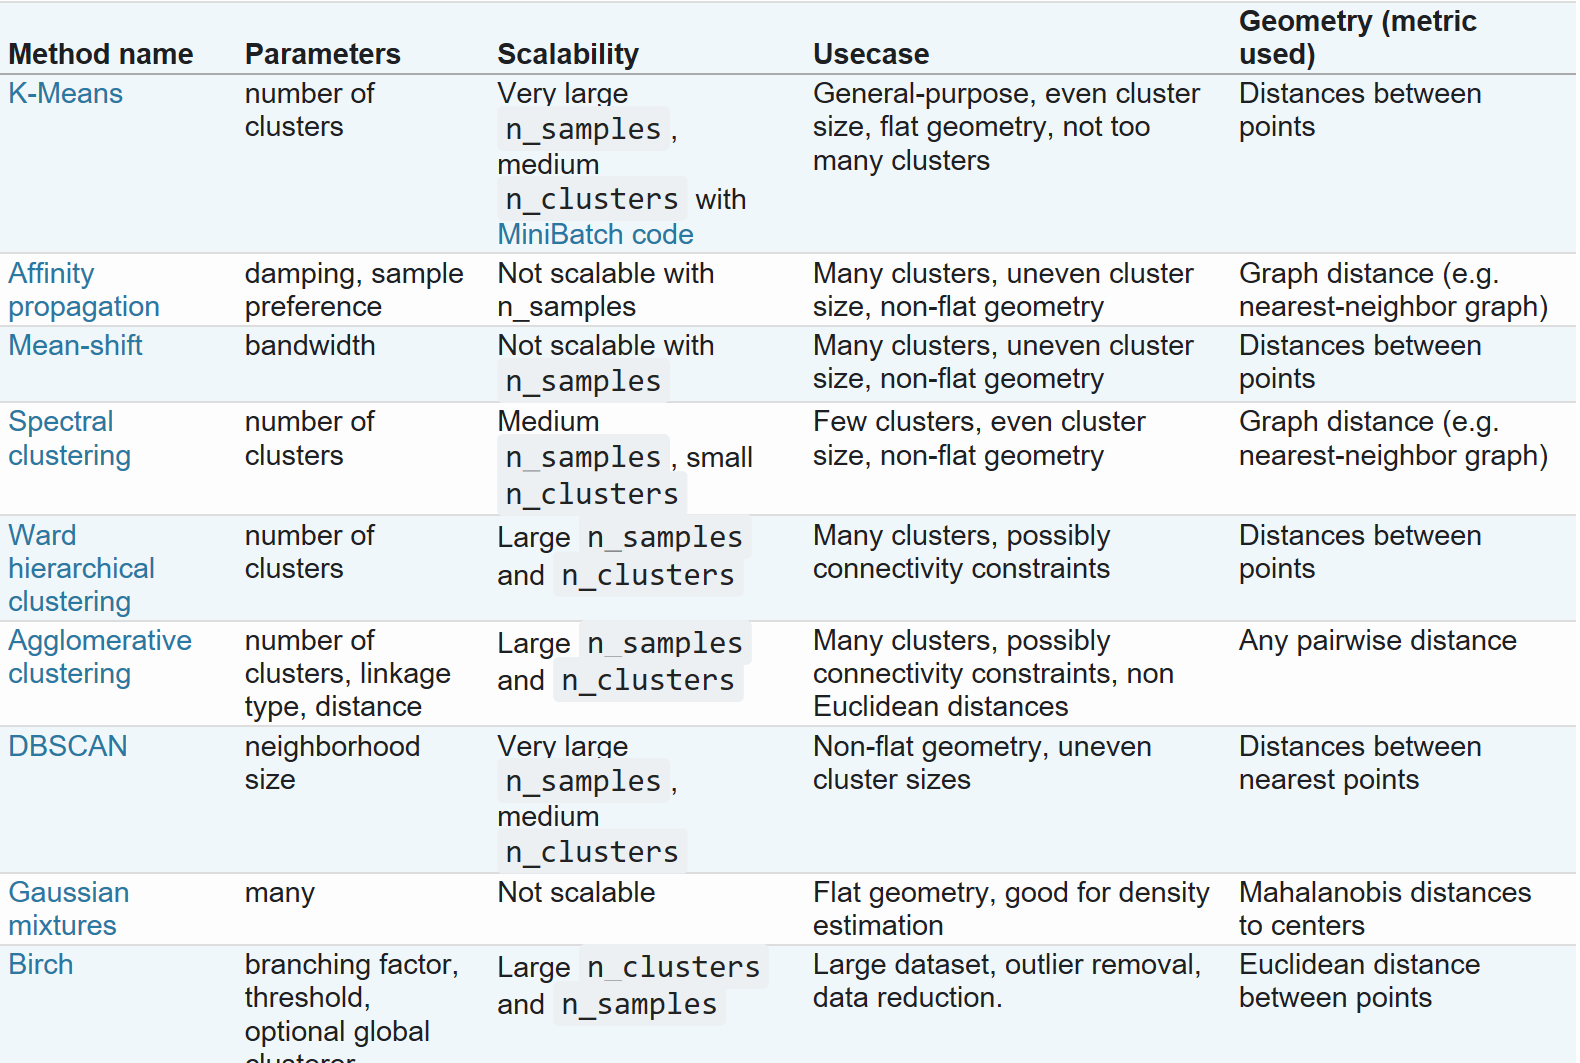 Method name Parameters Scalability Usecase Geometry (metric used)
K-Means
number of
clusters
Very large
n_samples ,
medium
n_clusters with
MiniBatch code
General-purpose, even cluster
size, flat geometry, not too
many clusters
Distances between
points
Affinity
propagation
damping, sample
preference
Not scalable with
n_samples
Many clusters, uneven cluster
size, non-flat geometry
Graph distance (e.g.
nearest-neighbor graph)
Mean-shift
bandwidth
Not scalable with
n_samples
Many clusters, uneven cluster
size, non-flat geometry
Distances between
points
Spectral
clustering
number of
clusters
Medium
n_samples , small
n_clusters
Few clusters, even cluster
size, non-flat geometry
Graph distance (e.g.
nearest-neighbor graph)
Ward
hierarchical
clustering
number of
clusters
Large n_samples
and n_clusters
Many clusters, possibly
connectivity constraints
Distances between
points
Agglomerative
clustering
number of
clusters, linkage
type, distance
Large n_samples
and n_clusters
Many clusters, possibly
connectivity constraints, non
Euclidean distances
Any pairwise distance
DBSCAN
neighborhood
size
Very large
n_samples ,
medium
n_clusters
Non-flat geometry, uneven
cluster sizes
Distances between
nearest points
Gaussian
mixtures
many
Not scalable
Flat geometry, good for density
estimation
Mahalanobis distances
to centers
Birch
branching factor,
threshold,
optional global
clusterer
Large n_clusters
and n_samples
Large dataset, outlier removal,
data reduction.
Euclidean distance
between points